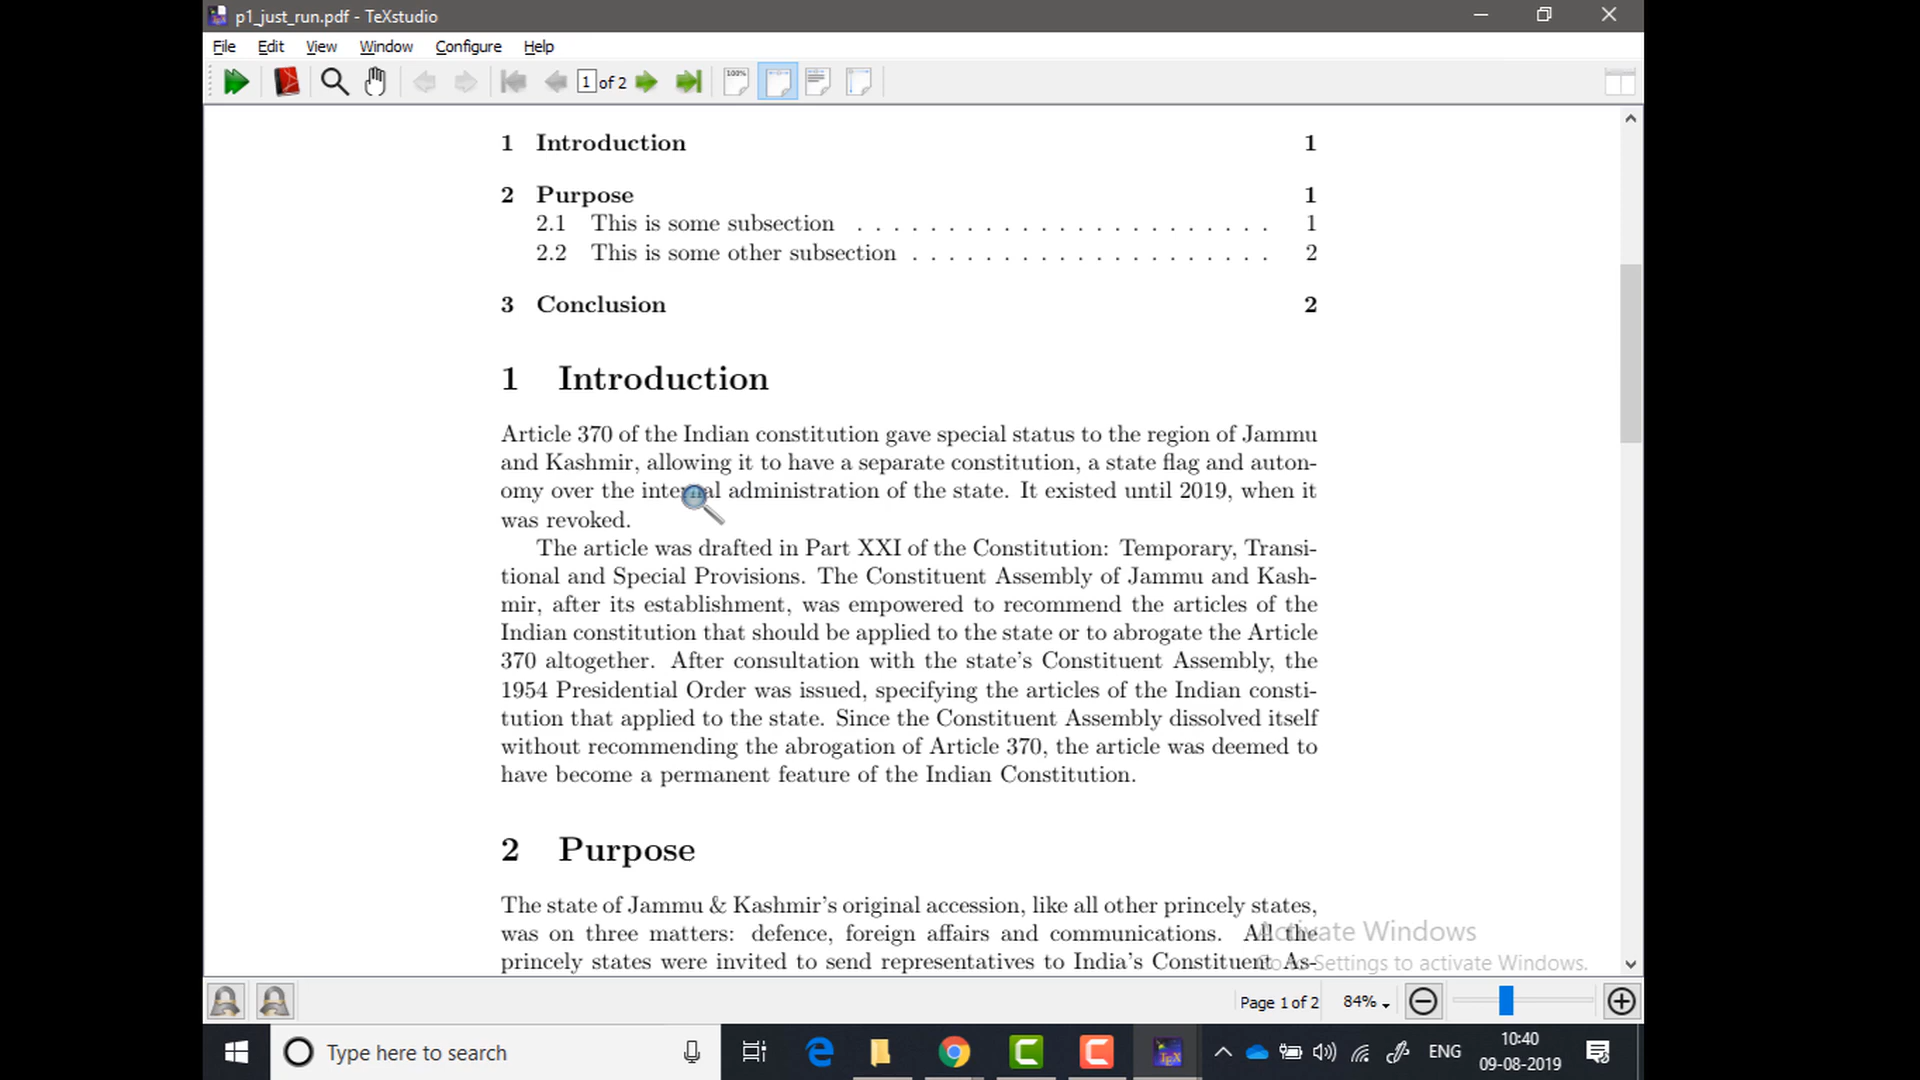 p1_just_run.pdf - TeXstudio
File Edit View Window Configure Help
1 of 2
100%
1 Introduction 1
2 Purpose 1
2.1 This is some subsection . . . . . . . . . . . . . . . . . . . . . . . 1
2.2 This is some other subsection . . . . . . . . . . . . . . . . . . . . 2
3 Conclusion 2
1 Introduction
Article 370 of the Indian constitution gave special status to the region of Jammu
and Kashmir, allowing it to have a separate constitution, a state flag and auton-
omy over the internal administration of the state. It existed until 2019, when it
was revoked.
The article was drafted in Part XXI of the Constitution: Temporary, Transi-
tional and Special Provisions. The Constituent Assembly of Jammu and Kash-
mir, after its establishment, was empowered to recommend the articles of the
Indian constitution that should be applied to the state or to abrogate the Article
370 altogether. After consultation with the state's Constituent Assembly, the
1954 Presidential Order was issued, specifying the articles of the Indian consti-
tution that applied to the state. Since the Constituent Assembly dissolved itself
without recommending the abrogation of Article 370, the article was deemed to
have become a permanent feature of the Indian Constitution.
2 Purpose
The state of Jammu & Kashmir's original accession, like all other princely states,
was on three matters: defence, foreign affairs and communications. All the
princely states were invited to send representatives to India's Constituent As-
Activate Windows
Go to Settings to activate Windows.
Page 1 of 2 84%
Type here to search
TEX
ENG
10:40
09-08-2019